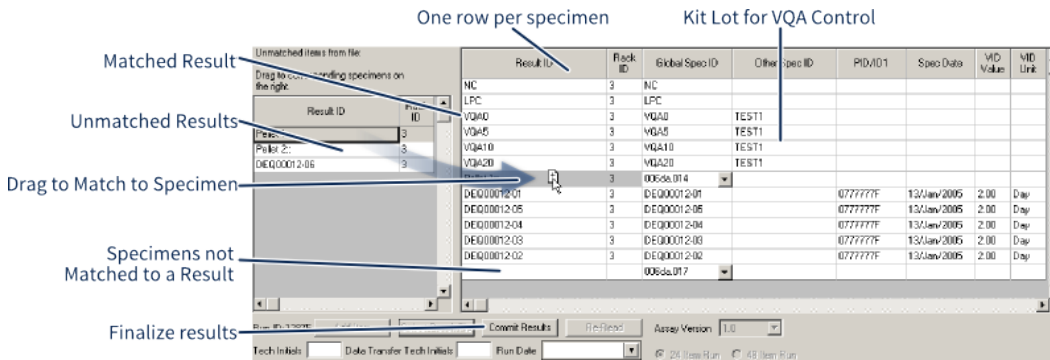 One row per specimen
Kit Lot for VQA Control
Matched Result
Unmatched Results
Drag to Match to Specimen
Specimens not
Matched to a Result
Finalize results
Unmatched items from file:
Drag to corresponding specimens on
the right.
Result ID Rack ID
3
Pellet 2:: 3
DEQ00012-06 3
Result ID Rack ID Global Spec ID Other Spec ID PID/ID1 Spec Date VID Value VID Unit
NC 3 NC
LPC 3 LPC
VQA0 3 VQA0 TEST1
VQA5 3 VQA5 TEST1
VQA10 3 VQA10 TEST1
VQA20 3 VQA20 TEST1
3 006da.014
DEQ00012-01 3 DEQ00012-01 0777777F 13/Jan/2005 2.00 Day
DEQ00012-05 3 DEQ00012-05 0777777F 13/Jan/2005 2.00 Day
DEQ00012-04 3 DEQ00012-04 0777777F 13/Jan/2005 2.00 Day
DEQ00012-03 3 DEQ00012-03 0777777F 13/Jan/2005 2.00 Day
DEQ00012-02 3 DEQ00012-02 0777777F 13/Jan/2005 2.00 Day
006da.017
Commit Results Re-Read Assay Version 1.0
Tech Initials Data Transfer Tech Initials Run Date 24 Item Run 48 Item Run